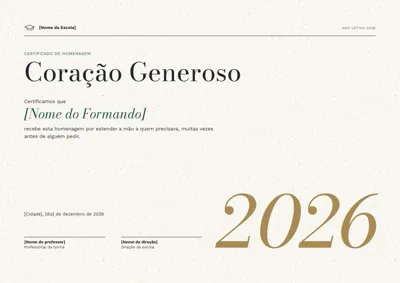 [Nome da Escola]
ANO LETIVO 2026
CERTIFICADO DE HOMENAGEM
Coração Generoso
Certificamos que
[Nome do Formando]
recebe esta homenagem por estender a mão a quem precisava, muitas vezes
antes de alguém pedir.
[Cidade], [dia] de dezembro de 2026
2026
[Nome do professor]
Professor(a) da turma
[Nome da direção]
Direção da escola